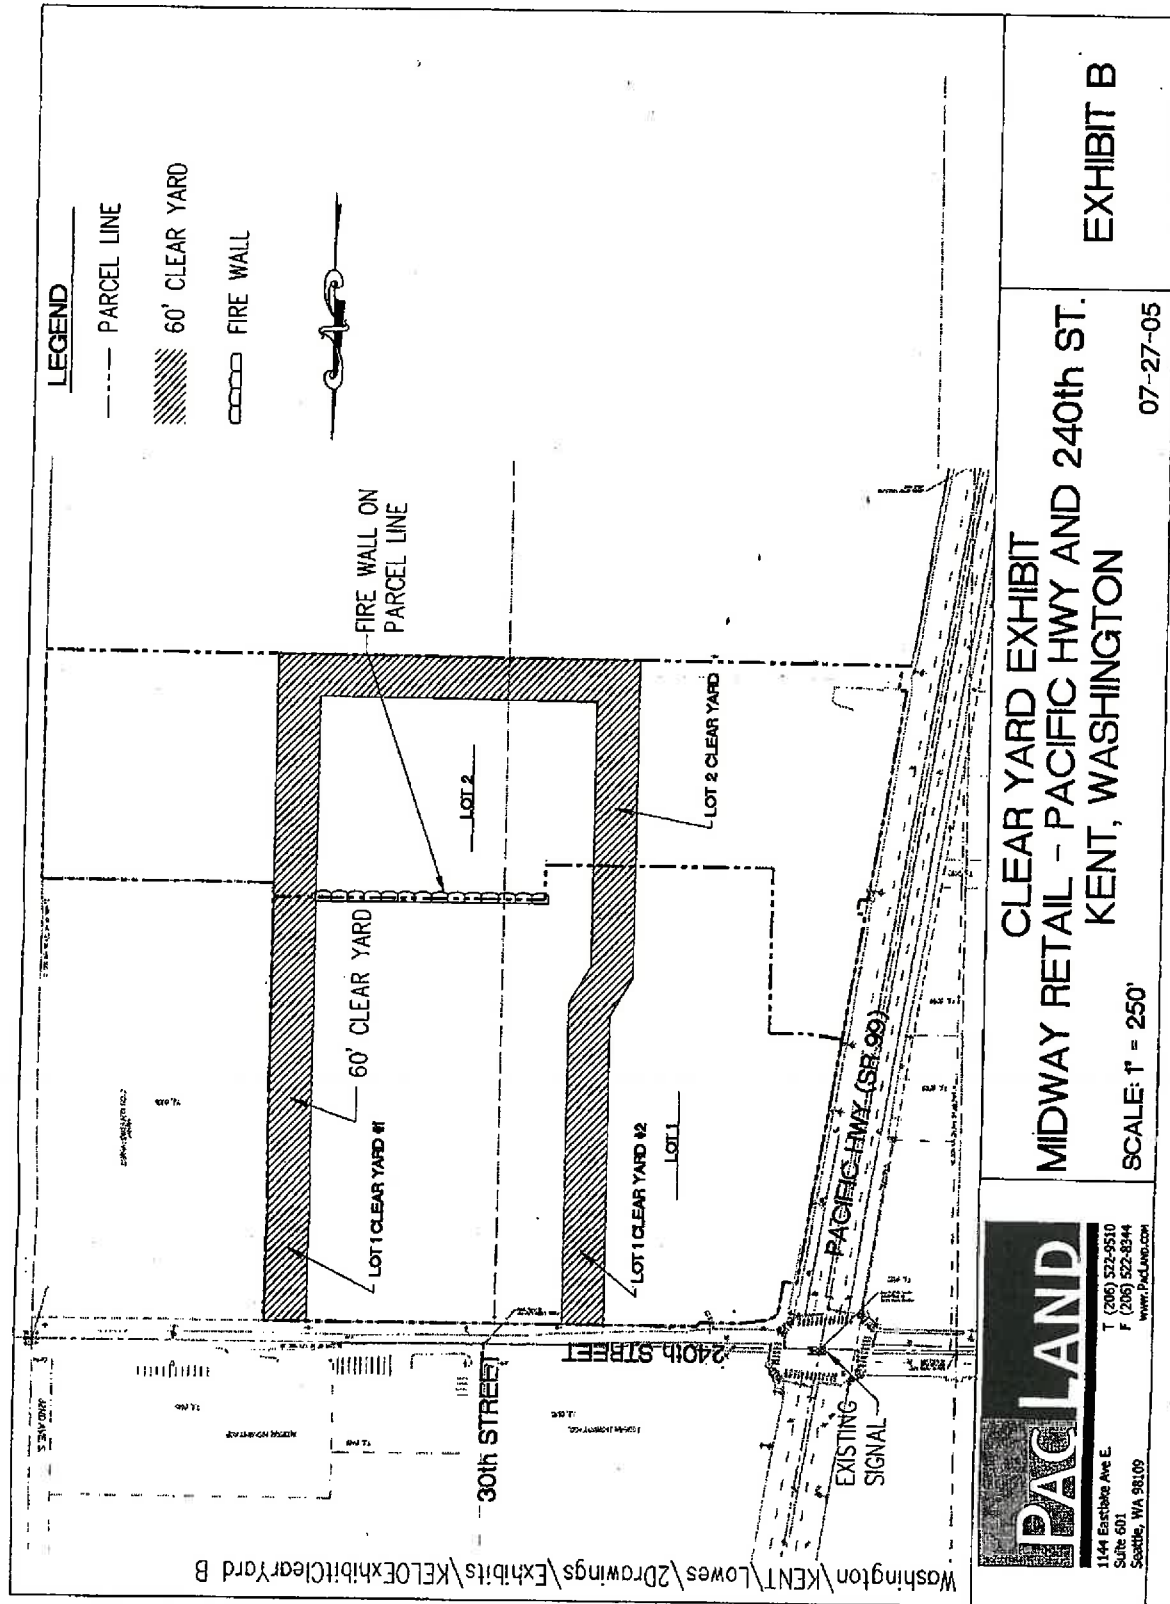 LEGEND
PARCEL LINE
60' CLEAR YARD
FIRE WALL
FIRE WALL ON
PARCEL LINE
LOT 2
LOT 2 CLEAR YARD
60' CLEAR YARD
LOT 1 CLEAR YARD #1
LOT 1 CLEAR YARD #2
LOT 1
PACIFIC HWY (SR 99)
240th STREET
30th STREET
EXISTING
SIGNAL
Washington\KENT\Lowes\2Drawings\Exhibits\KELOExhibitClearYard B
PACLAND
1144 Eastlake Ave E.
Suite 601
Seattle, WA 98109
T (206) 522-9510
F (206) 522-8344
www.PacLand.com
CLEAR YARD EXHIBIT
MIDWAY RETAIL - PACIFIC HWY AND 240th ST.
KENT, WASHINGTON
SCALE: 1" = 250'
07-27-05
EXHIBIT B